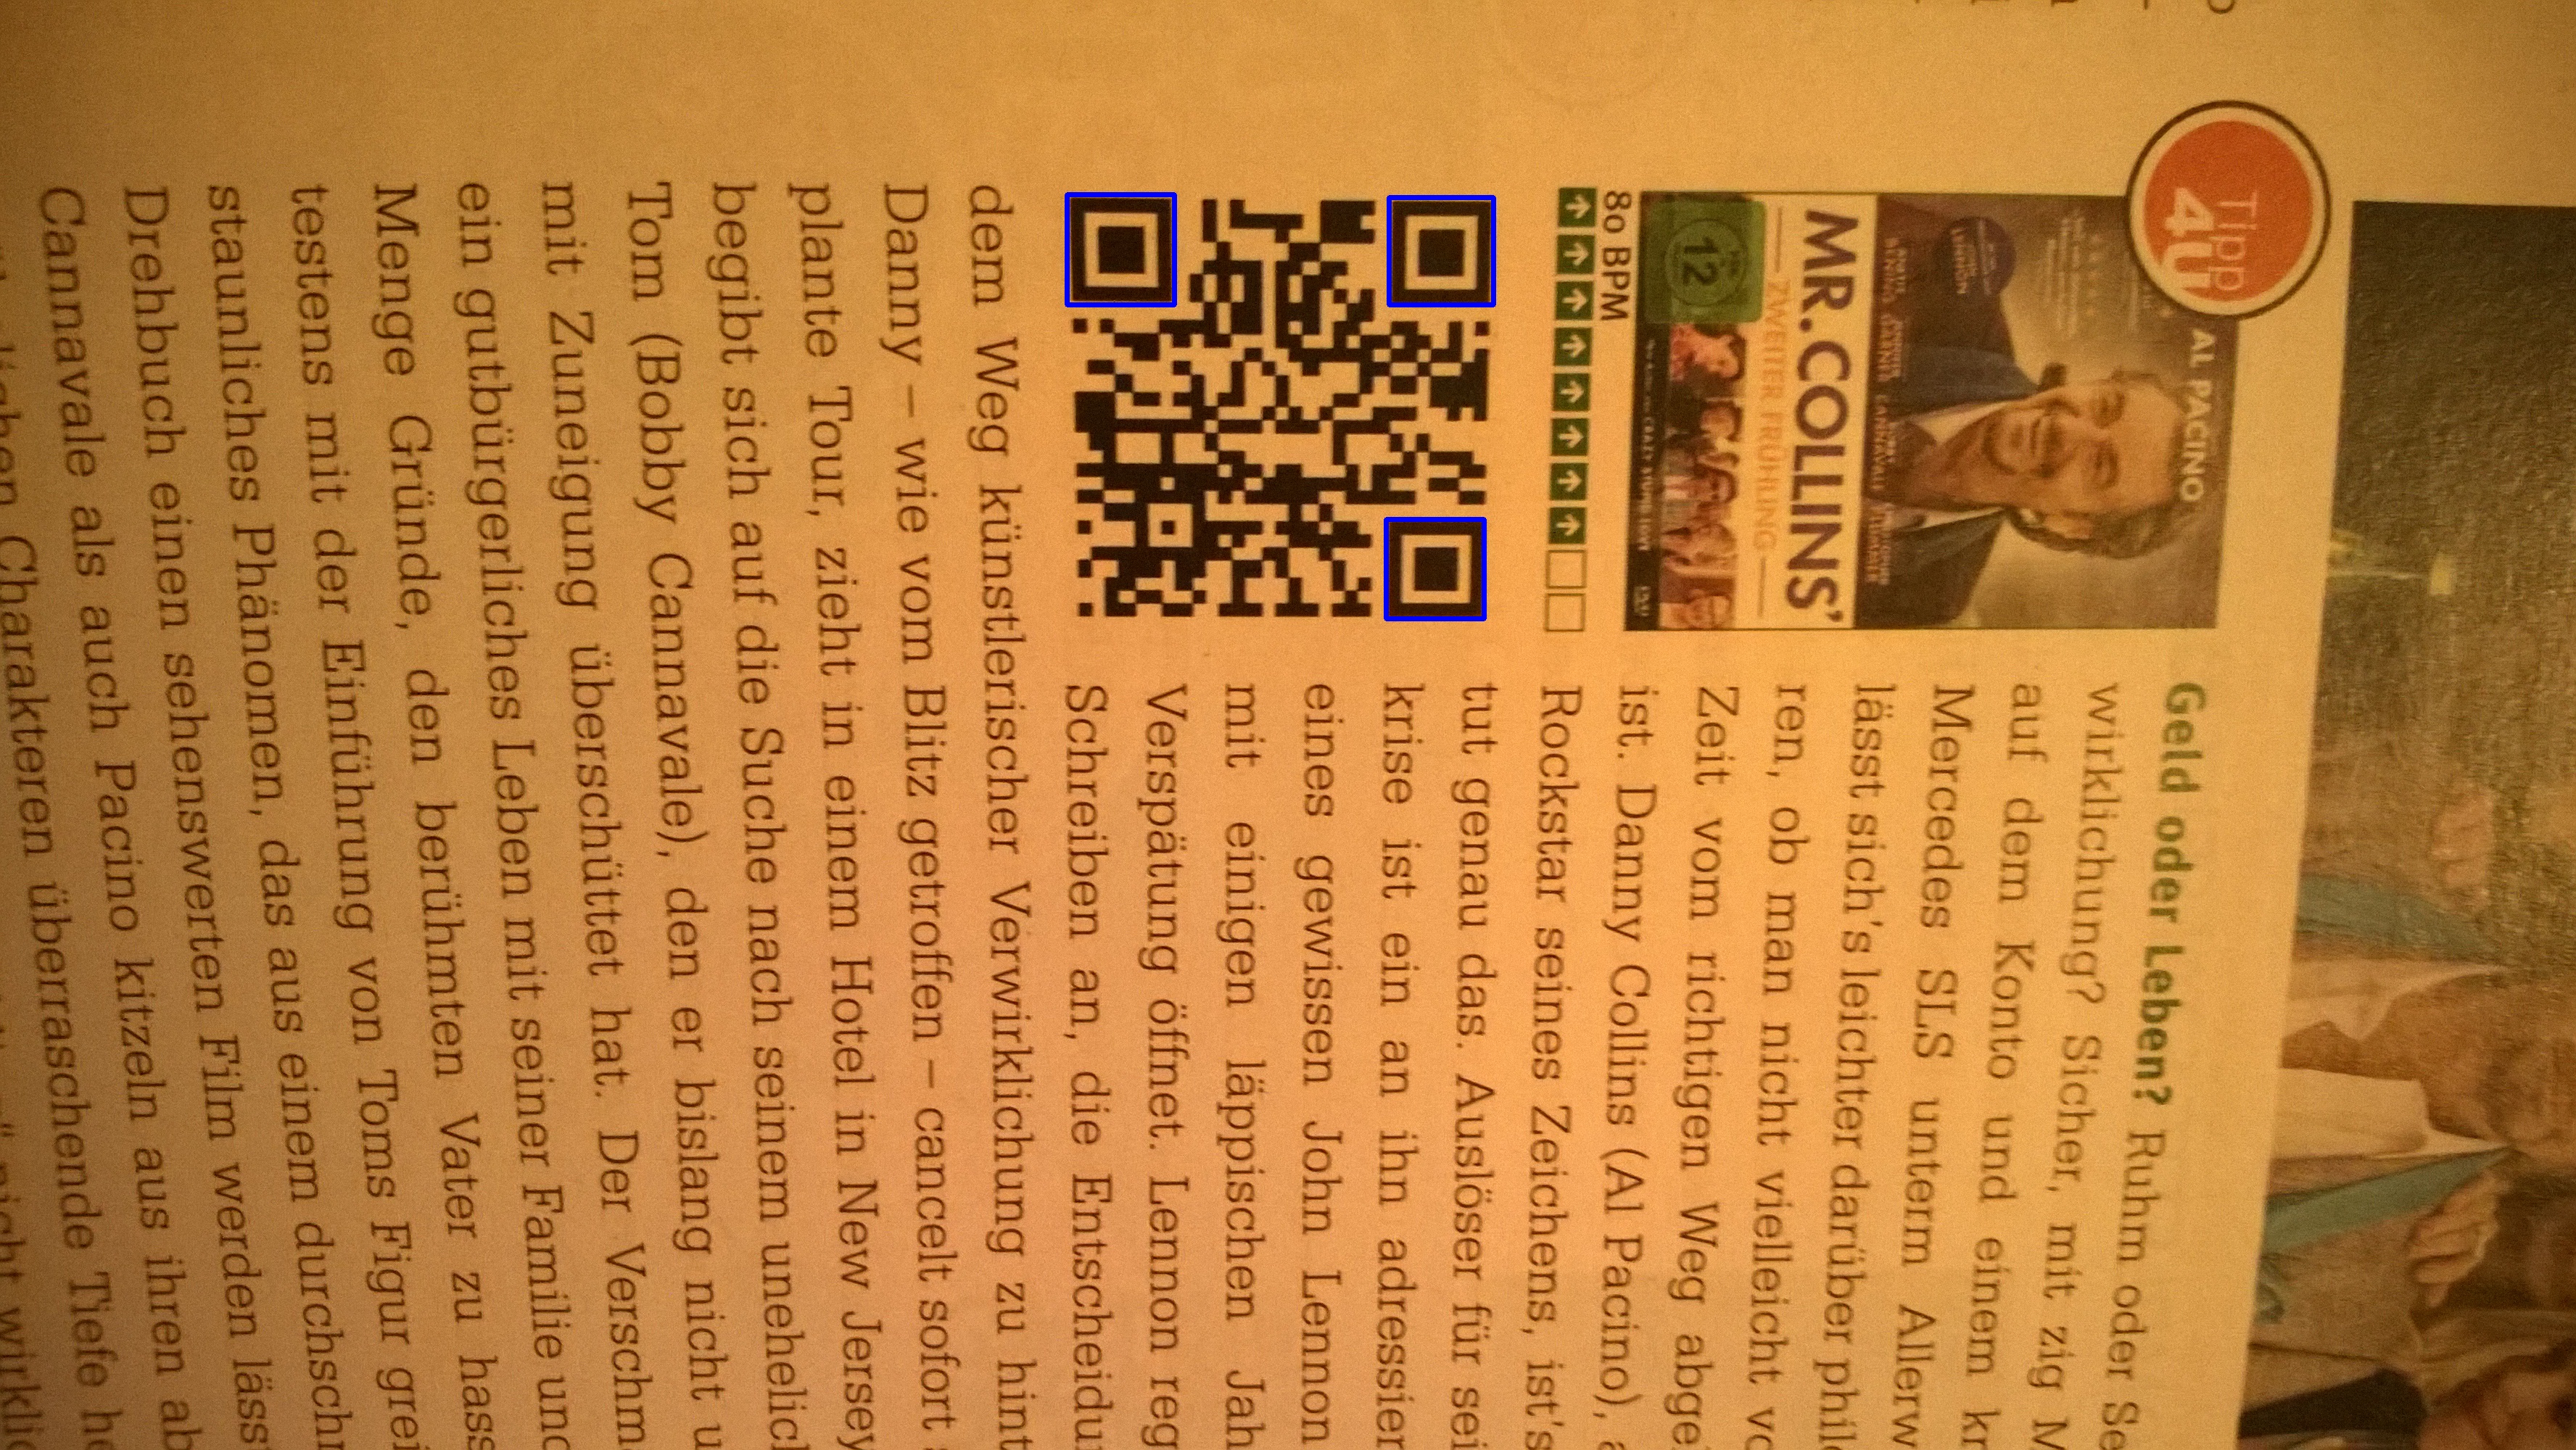 Tipp
4U
AL PACINO
MR. COLLINS'
ZWEITER FRÜHLING
12
80 BPM
Geld oder Leben? Ruhm oder Se
wirklichung? Sicher, mit zig M
auf dem Konto und einem kr
Mercedes SLS unterm Allerw
lässt sich's leichter darüber phil
ren, ob man nicht vielleicht vo
Zeit vom richtigen Weg abge
ist. Danny Collins (Al Pacino), a
Rockstar seines Zeichens, ist's
tut genau das. Auslöser für sei
krise ist ein an ihn adressier
eines gewissen John Lennon
mit einigen läppischen Jah
Verspätung öffnet. Lennon reg
Schreiben an, die Entscheidu
dem Weg künstlerischer Verwirklichung zu hint
Danny – wie vom Blitz getroffen – cancelt sofort
plante Tour, zieht in einem Hotel in New Jersey
begibt sich auf die Suche nach seinem unehelich
Tom (Bobby Cannavale), den er bislang nicht u
mit Zuneigung überschüttet hat. Der Verschm
ein gutbürgerliches Leben mit seiner Familie und
Menge Gründe, den berühmten Vater zu hass
testens mit der Einführung von Toms Figur grei
staunliches Phänomen, das aus einem durchschn
Drehbuch einen sehenswerten Film werden lässt
Cannavale als auch Pacino kitzeln aus ihren ab
Charakteren überraschende Tiefe he
nicht wirklic